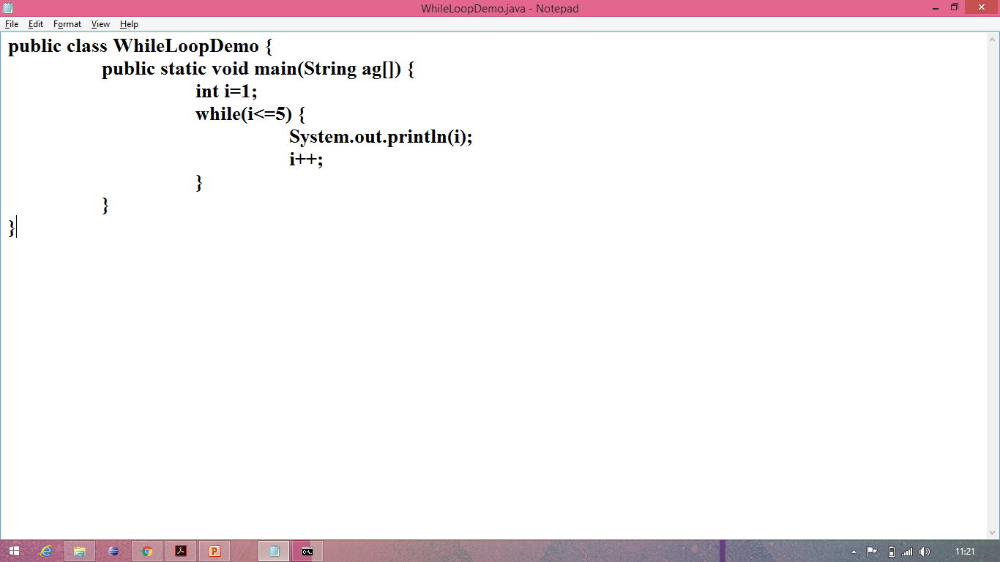 WhileLoopDemo.java - Notepad
File Edit Format View Help
public class WhileLoopDemo {
public static void main(String ag[]) {
int i=1;
while(i<=5) {
System.out.println(i);
i++;
}
}
}
11:21